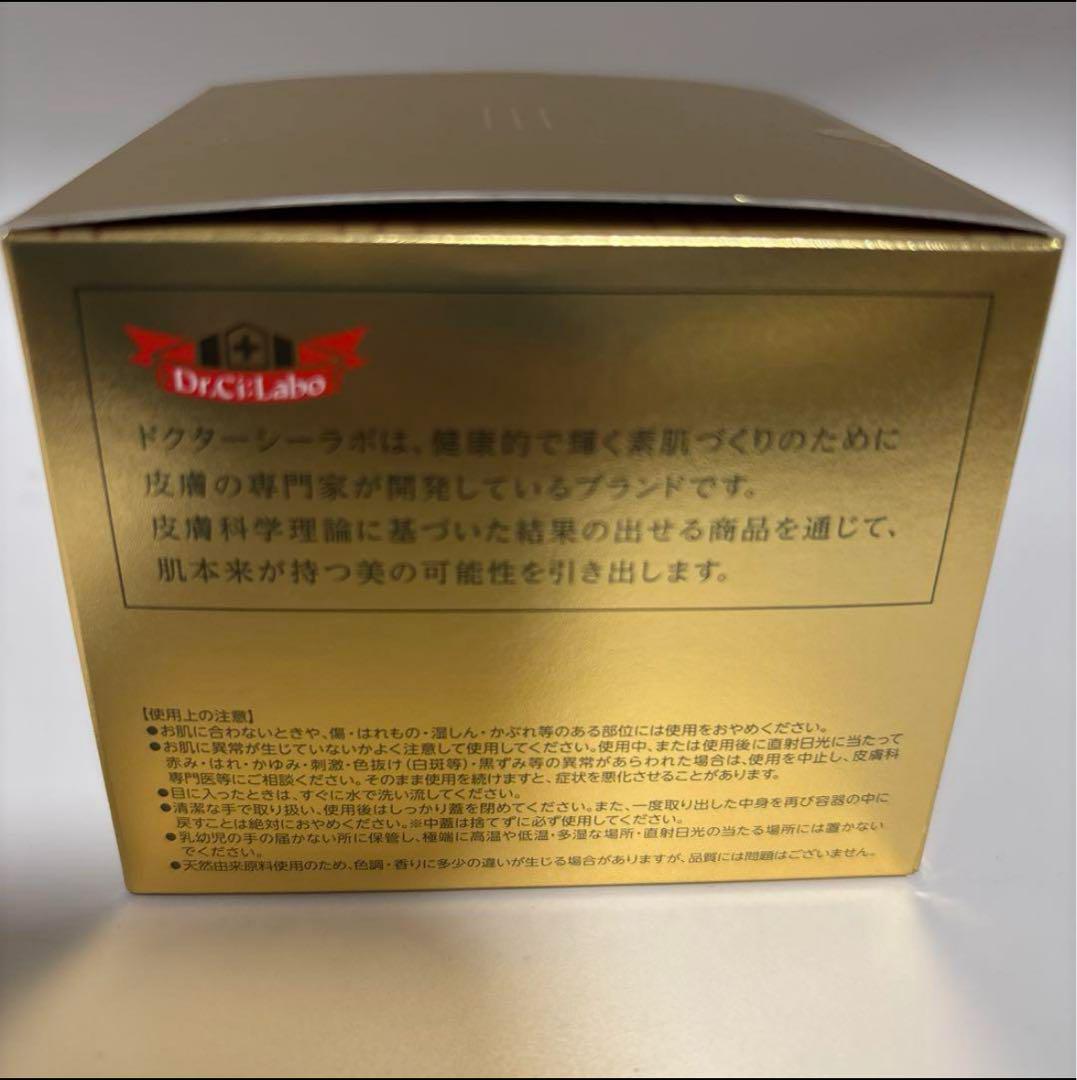 Dr.Ci:Labo
ドクターシーラボは、健康的で輝く素肌づくりのために
皮膚の専門家が開発しているブランドです。
皮膚科学理論に基づいた結果の出せる商品を通じて、
肌本来が持つ美の可能性を引き出します。
【使用上の注意】
●お肌に合わないときや、傷・はれもの・湿しん・かぶれ等のある部位には使用をおやめください。
●お肌に異常が生じていないかよく注意して使用してください。使用中、または使用後に直射日光に当たって
赤み・はれ・かゆみ・刺激・色抜け(白斑等)・黒ずみ等の異常があらわれた場合は、使用を中止し、皮膚科
専門医等にご相談ください。そのまま使用を続けますと、症状を悪化させることがあります。
●目に入ったときは、すぐに水で洗い流してください。
●清潔な手で取り扱い、使用後はしっかり蓋を閉めてください。また、一度取り出した中身を再び容器の中に
戻すことは絶対におやめください。※中蓋は捨てずに必ず使用してください。
●乳幼児の手の届かない所に保管し、極端に高温や低温・多湿な場所・直射日光の当たる場所には置かない
でください。
●天然由来原料使用のため、色調・香りに多少の違いが生じる場合がありますが、品質には問題はございません。